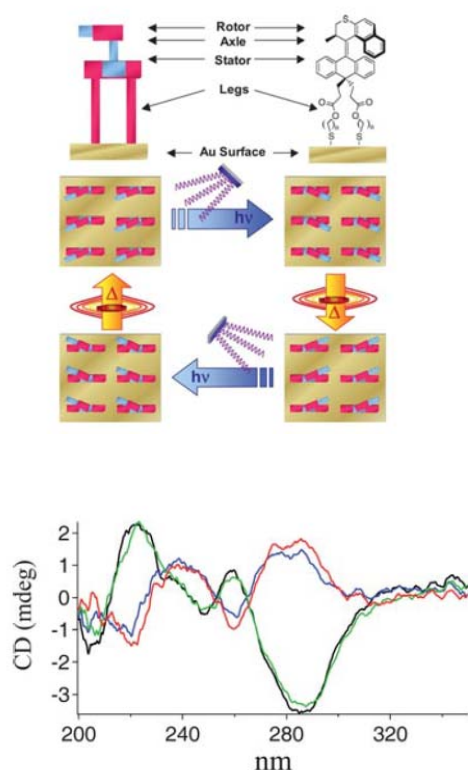 Rotor
Axle
Stator
Legs
Au Surface
S
O
O
O
O
( )n
( )n
S
S
hν
Δ
Δ
hν
CD (mdeg)
2
1
0
-1
-2
-3
200
240
280
320
nm